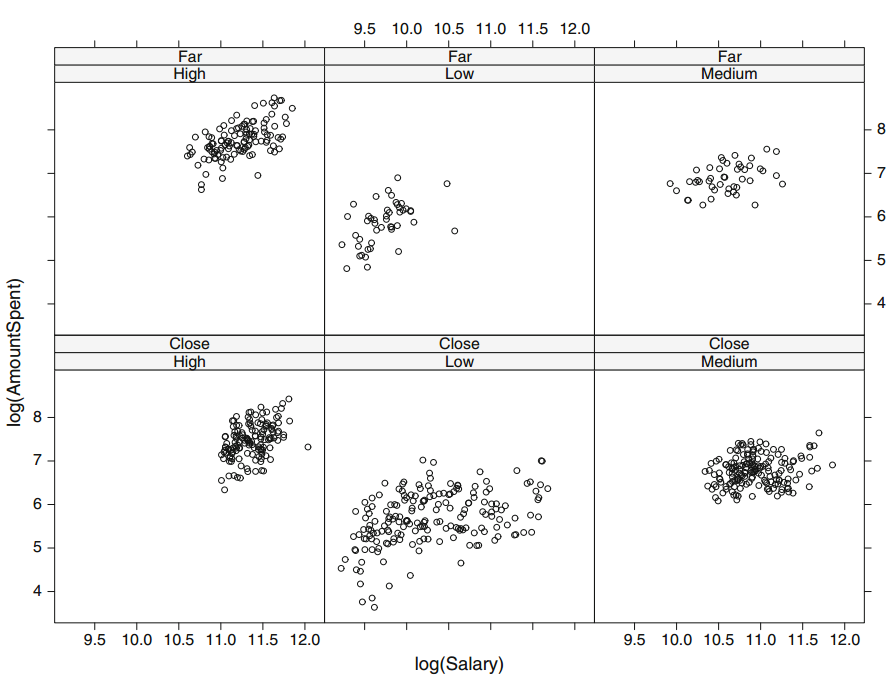 9.5 10.0 10.5 11.0 11.5 12.0
Far Far Far
High Low Medium
8
7
6
5
4
log(AmountSpent)
Close Close Close
High Low Medium
8
7
6
5
4
9.5 10.0 10.5 11.0 11.5 12.0 9.5 10.0 10.5 11.0 11.5 12.0
log(Salary)